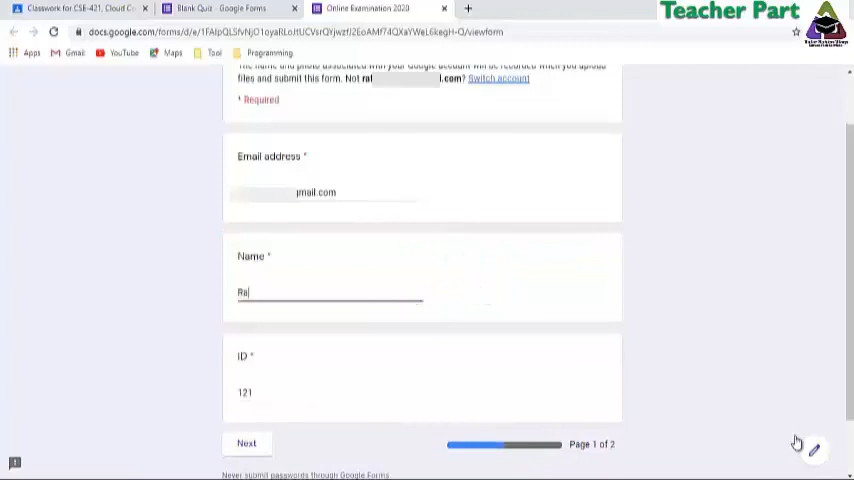 Teacher Part
Classwork for CSE-421, Cloud C
Blank Quiz - Google Forms
Online Examination 2020
docs.google.com/forms/d/e/
/viewform
Apps
Gmail
YouTube
Maps
Tool
Programming
The name and photo associated with your Google account will be recorded when you upload
files and submit this form. Not ral .com? Switch account
* Required
Email address *
jmail.com
Name *
Ra
ID *
121
Next
Page 1 of 2
Never submit passwords through Google Forms.